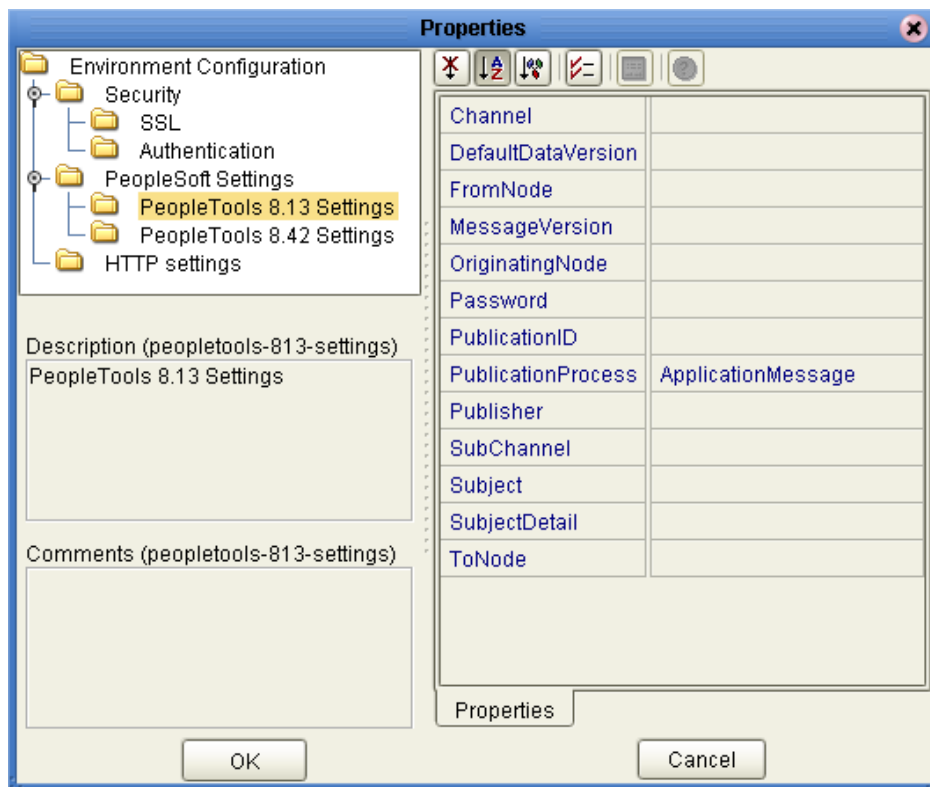 Properties
Environment Configuration
Security
SSL
Authentication
PeopleSoft Settings
PeopleTools 8.13 Settings
PeopleTools 8.42 Settings
HTTP settings
Description (peopletools-813-settings)
PeopleTools 8.13 Settings
Comments (peopletools-813-settings)
Channel
DefaultDataVersion
FromNode
MessageVersion
OriginatingNode
Password
PublicationID
PublicationProcess ApplicationMessage
Publisher
SubChannel
Subject
SubjectDetail
ToNode
Properties
OK
Cancel